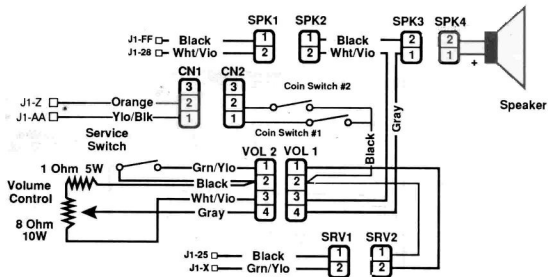 SPK1 SPK2 SPK3 SPK4
J1-FF Black 1 1 Black 1 2
J1-28 Wht/Vio 2 2 Wht/Vio 2 1
+
Speaker
CN1 CN2
3 3
J1-Z Orange 2 2
J1-AA * Ylo/Blk 1 1
Coin Switch #2
Coin Switch #1
Gray
Black
Service
Switch
VOL 2 VOL 1
Grn/Ylo 1 1
1 Ohm 5W
Black 2 2
Volume
Control
Wht/Vio 3 3
Gray 4 4
8 Ohm
10W
SRV1 SRV2
J1-25 Black 1 1
J1-X Grn/Ylo 2 2